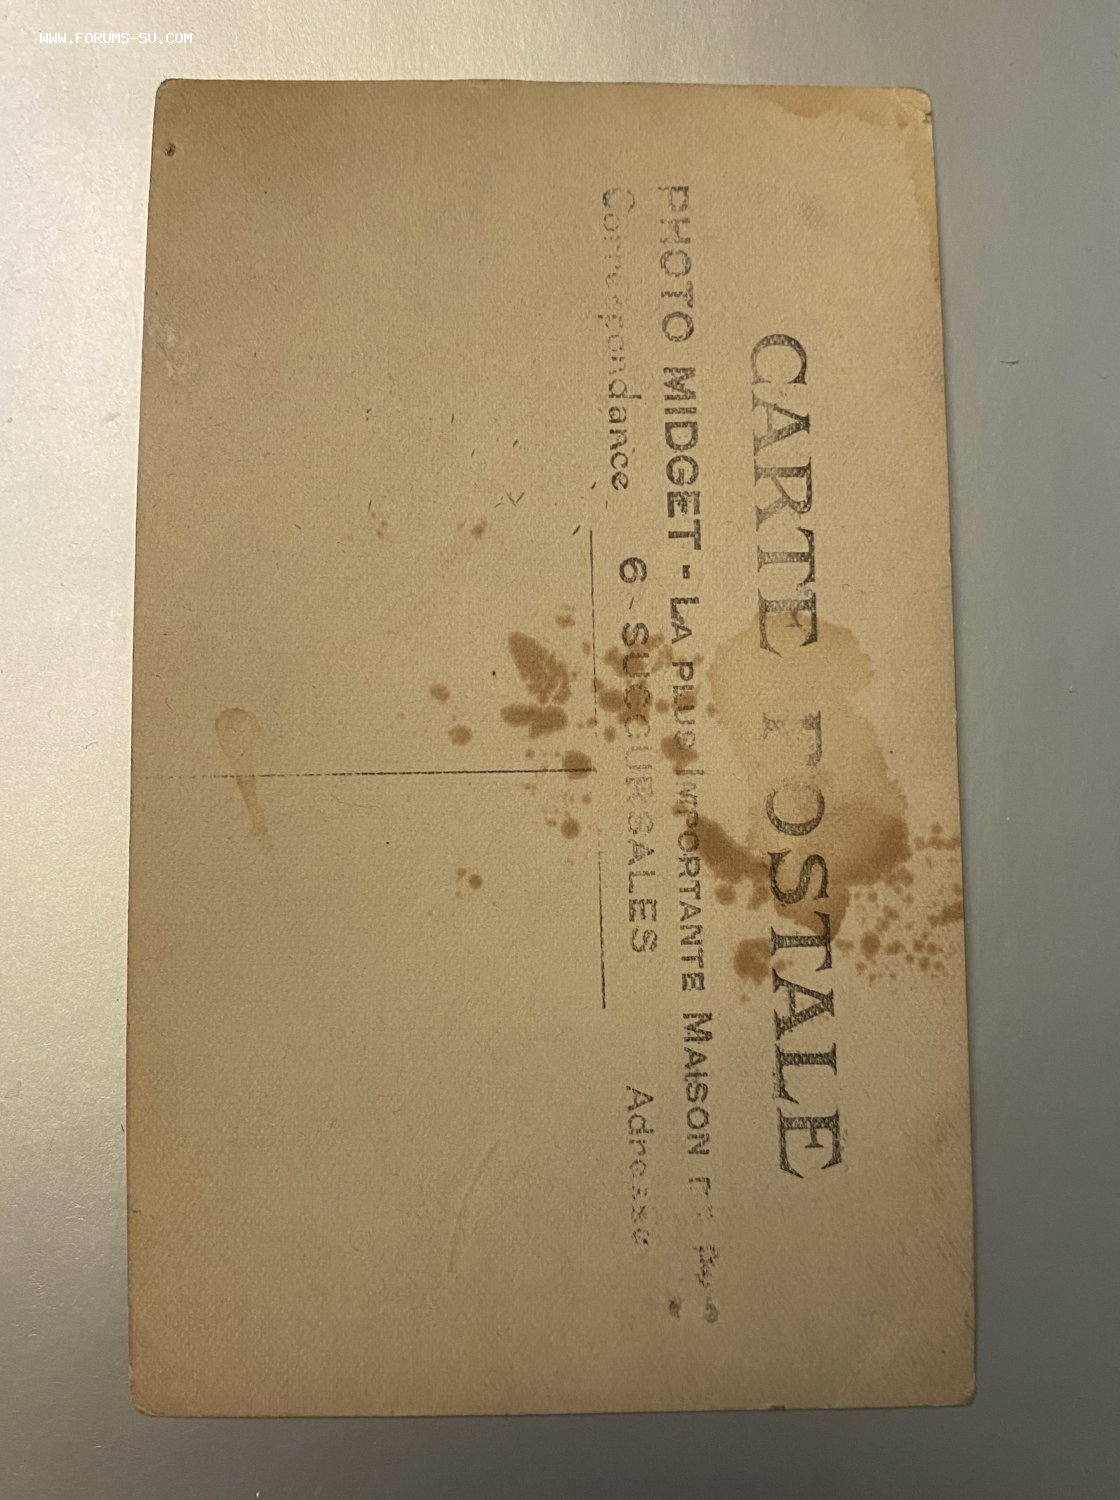 WWW.FORUMS-SU.COM
CARTE POSTALE
PHOTO MIDGET - LA PLUS IMPORTANTE MAISON
Correspondance 6 - SUCCURSALES Adresse